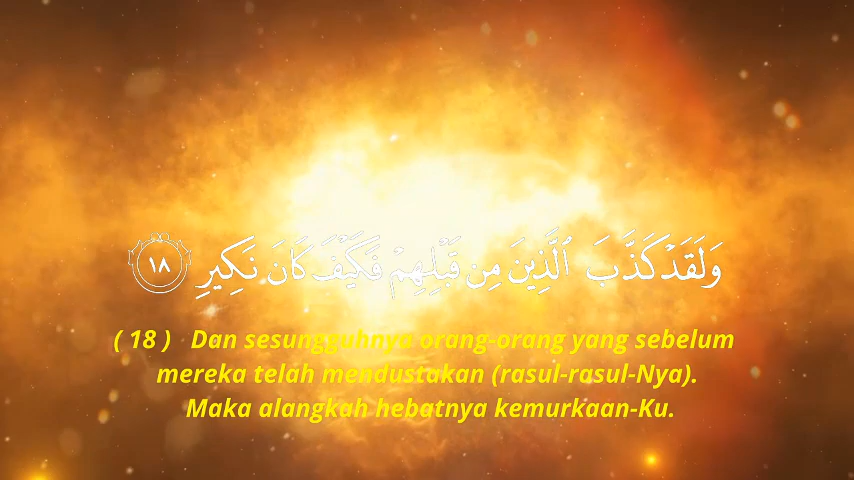 وَلَقَدۡ كَذَّبَ ٱلَّذِينَ مِن قَبۡلِهِمۡ فَكَيۡفَ كَانَ نَكِيرِ ١٨
( 18 ) Dan sesungguhnya orang-orang yang sebelum
mereka telah mendustakan (rasul-rasul-Nya).
Maka alangkah hebatnya kemurkaan-Ku.